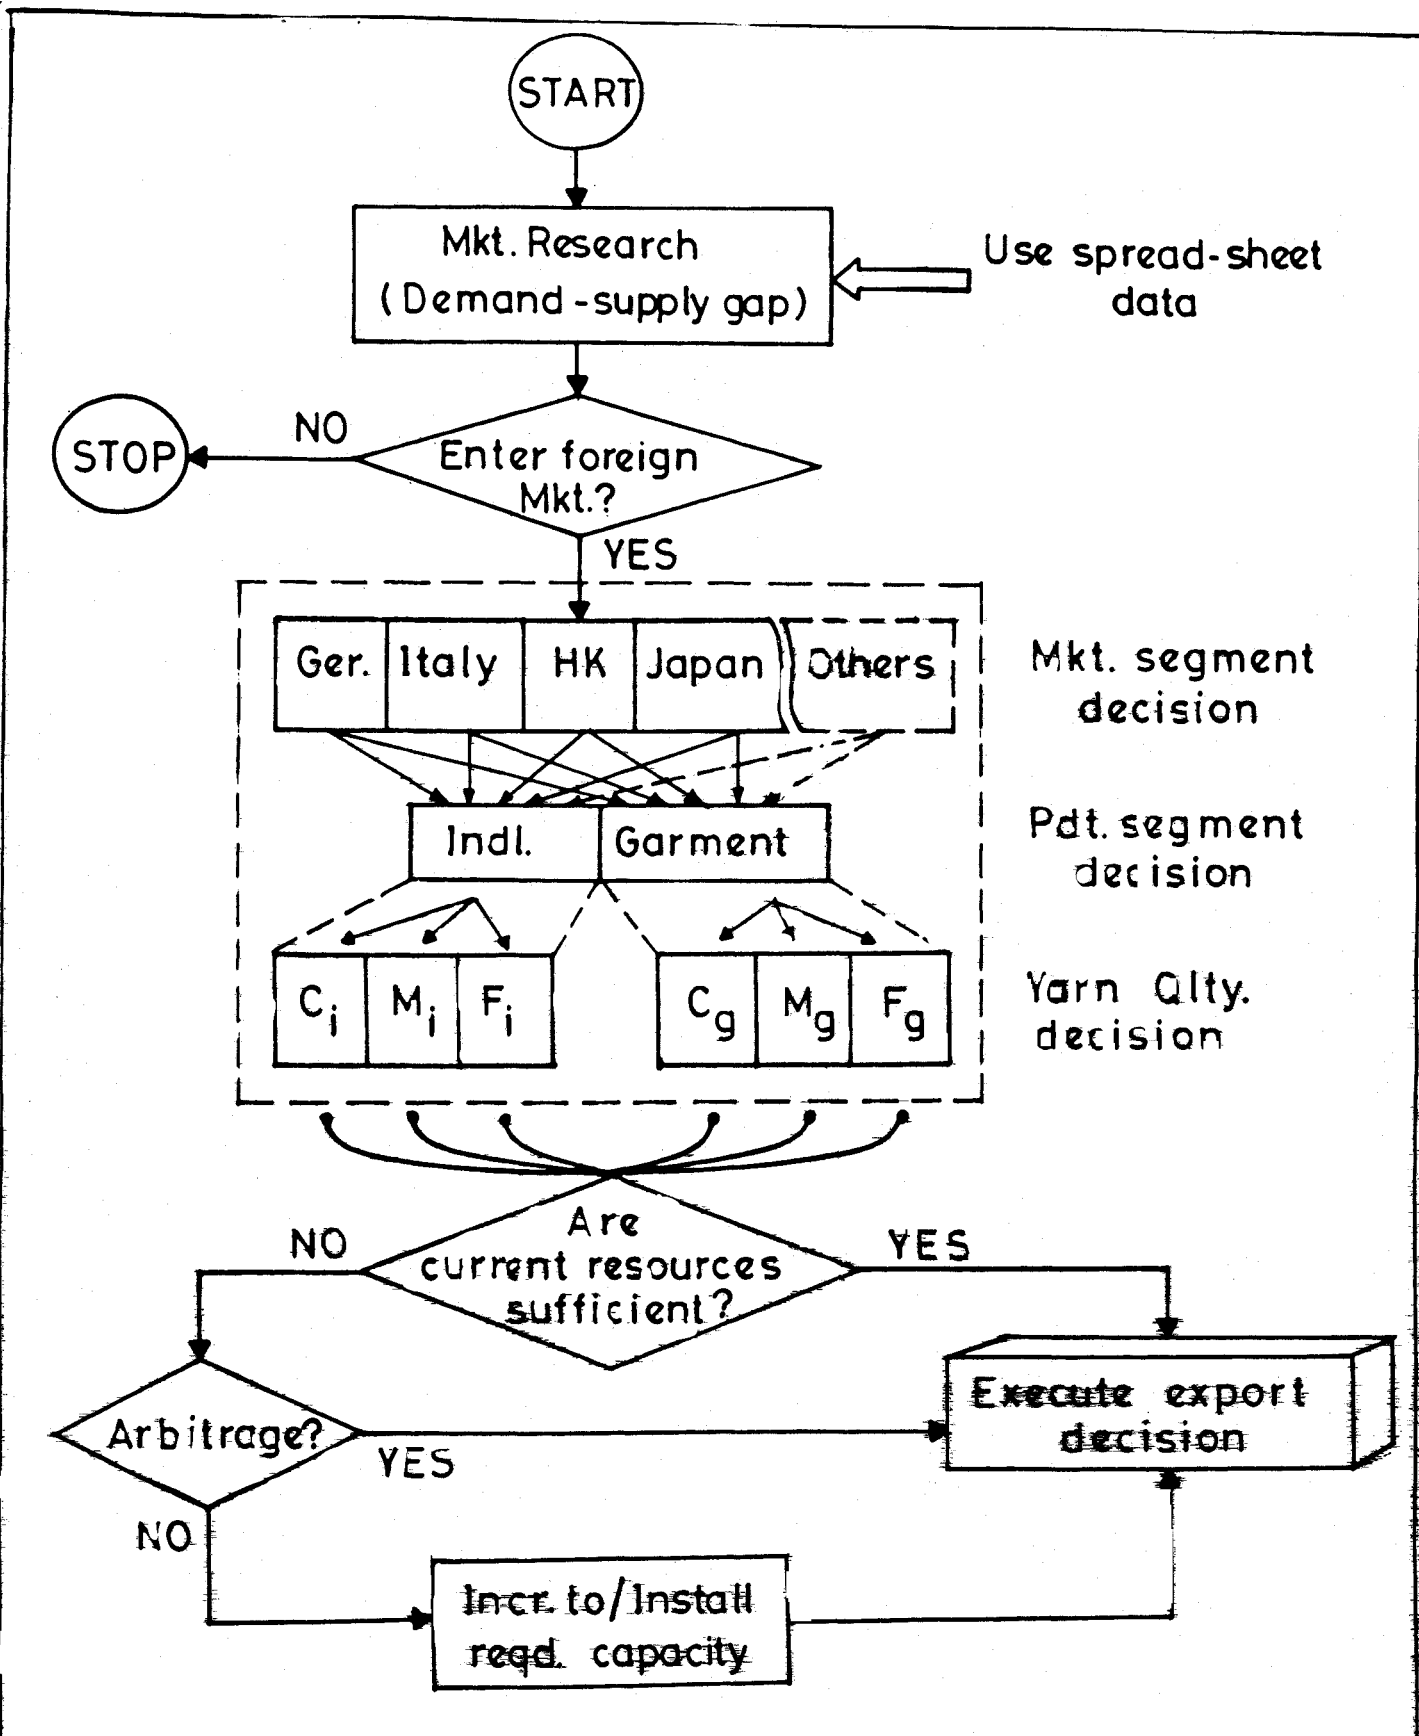 START
Mkt. Research
(Demand-supply gap)
Use spread-sheet
data
NO
STOP
Enter foreign
Mkt.?
YES
Ger. Italy HK Japan Others
Mkt. segment
decision
Indl. Garment
Pdt. segment
decision
Ci Mi Fi Cg Mg Fg
Yarn Qlty.
decision
NO
Are
current resources
sufficient?
YES
Arbitrage?
YES
Execute export
decision
NO
Incr. to/Install
reqd. capacity